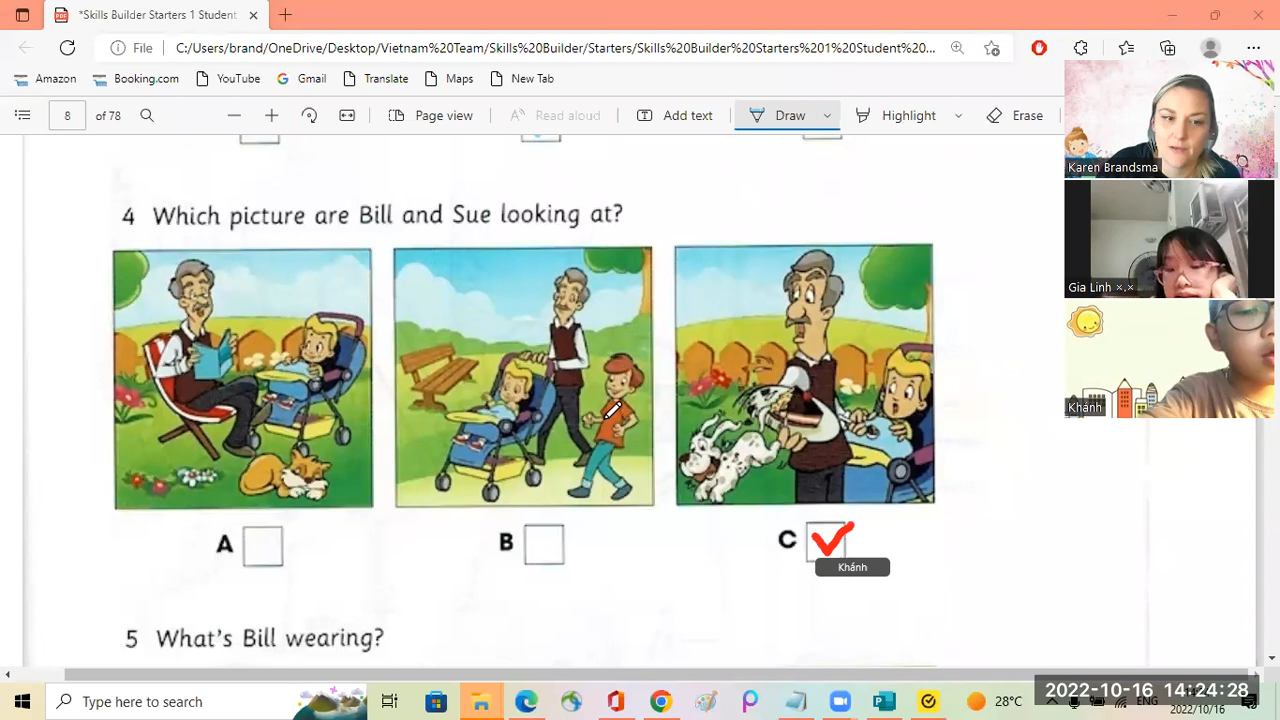 *Skills Builder Starters 1 Student
File C:/Users/brand/OneDrive/Desktop/Vietnam%20Team/Skills%20Builder/Starters/Skills%20Builder%20Starters%201%20Student%20...
Amazon Booking.com YouTube Gmail Translate Maps New Tab
8 of 78 Page view Read aloud Add text Draw Highlight Erase
4 Which picture are Bill and Sue looking at?
A B C
Khánh
5 What's Bill wearing?
Karen Brandsma
Gia Linh ×.×
Khánh
Type here to search
28°C ENG
2022-10-16 14:24:28
2022/10/16